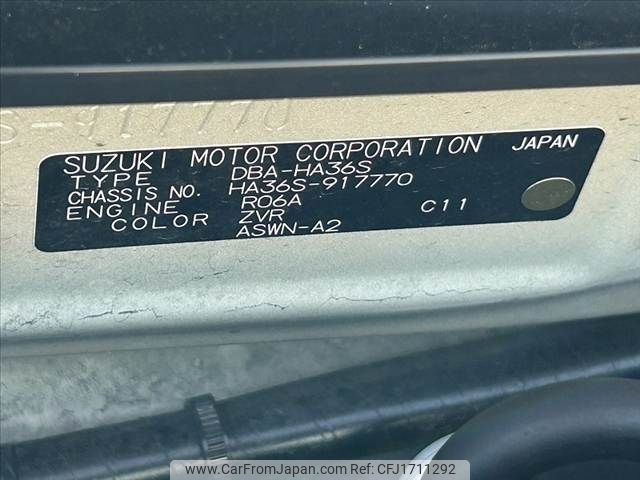 S-917770
SUZUKI MOTOR CORPORATION JAPAN
TYPE DBA-HA36S
CHASSIS NO. HA36S-917770
ENGINE R06A C11
COLOR ZVR
ASWN-A2
www.CarFromJapan.com | Ref: CFJ1711292